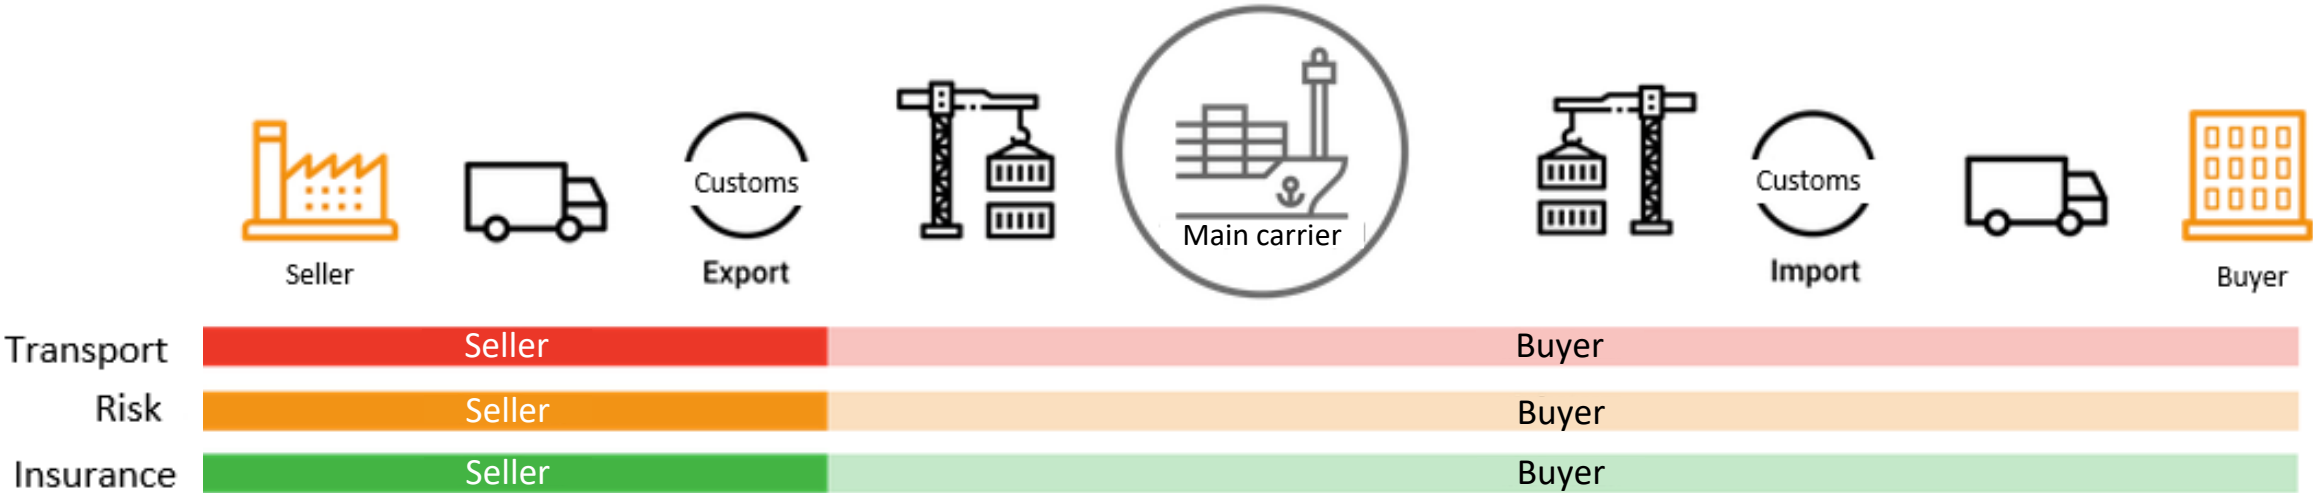 Customs
Main carrier
Customs
Seller
Export
Import
Buyer
Transport Seller Buyer
Risk Seller Buyer
Insurance Seller Buyer